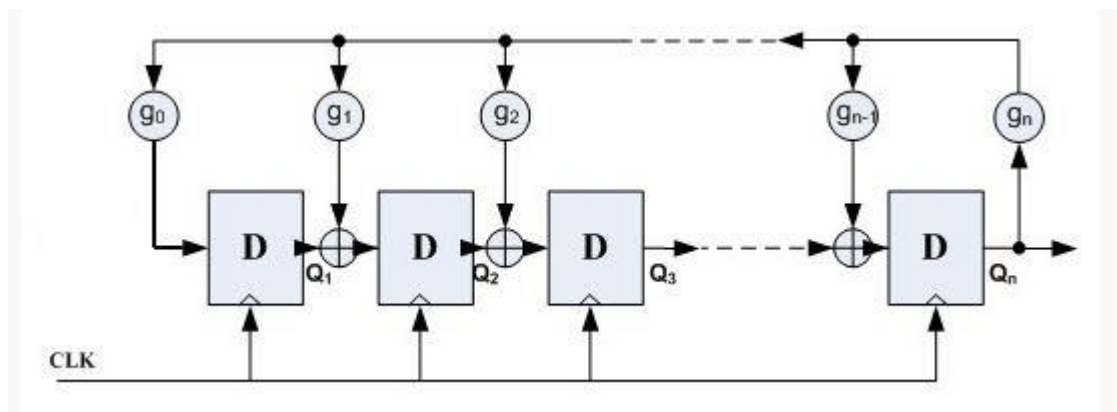 g₀ g₁ g₂ gₙ₋₁ gₙ
D D D D
Q₁ Q₂ Q₃ Qₙ
CLK